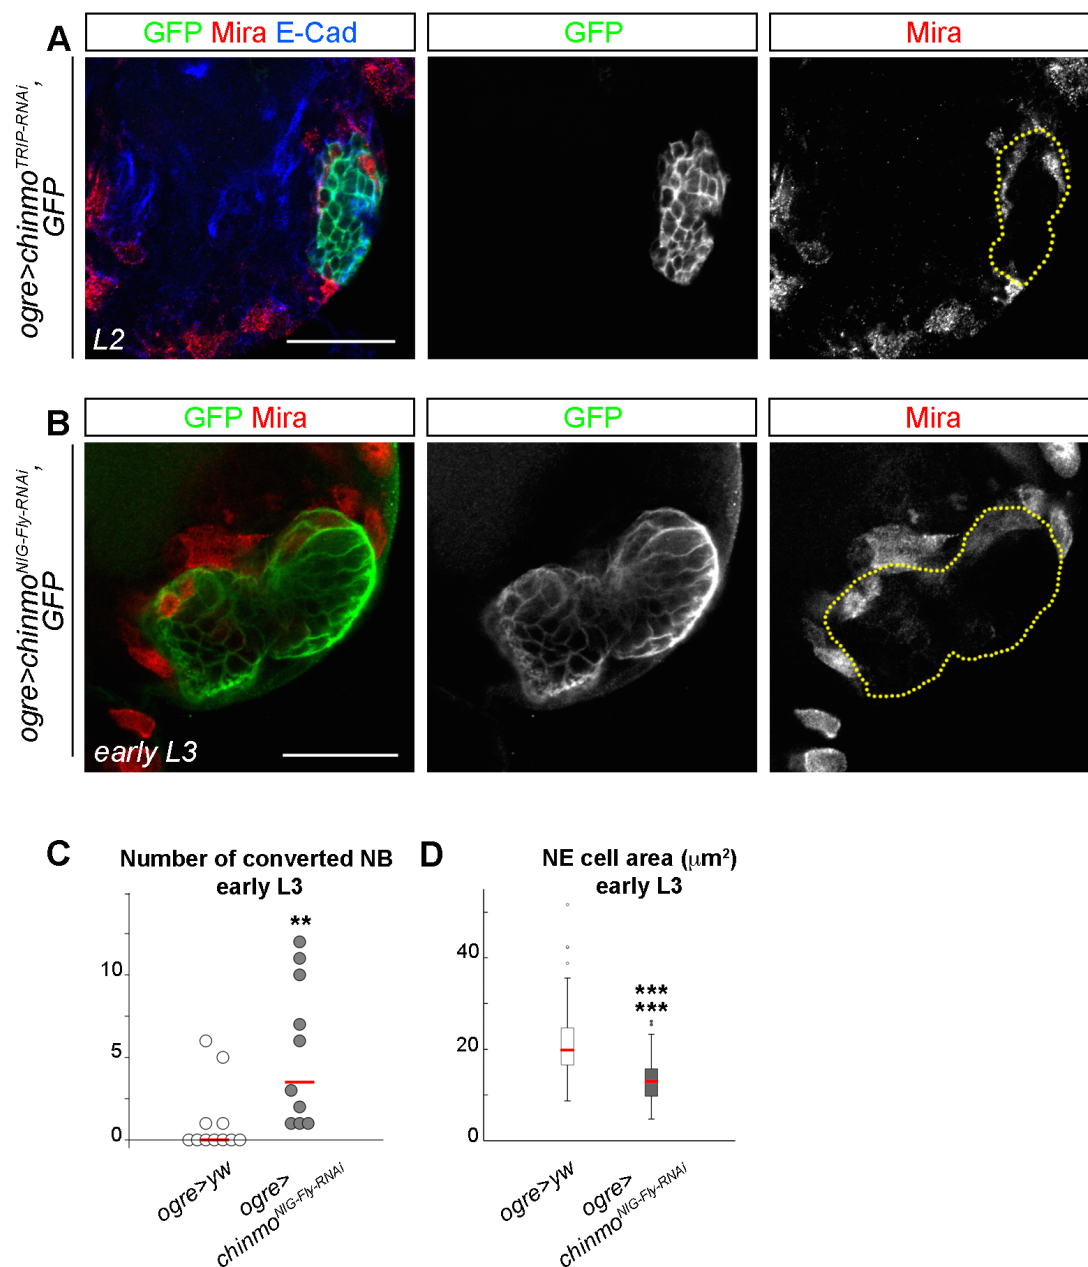 A
GFP Mira E-Cad
GFP
Mira
ogre>chinmo^TRIP-RNAi,
GFP
L2
B
GFP Mira
GFP
Mira
ogre>chinmo^NIG-Fly-RNAi,
GFP
early L3
C
Number of converted NB
early L3
**
10
5
0
ogre>yw
ogre>
chinmo^NIG-Fly-RNAi
D
NE cell area (μm²)
early L3
***
***
40
20
0
ogre>yw
ogre>
chinmo^NIG-Fly-RNAi